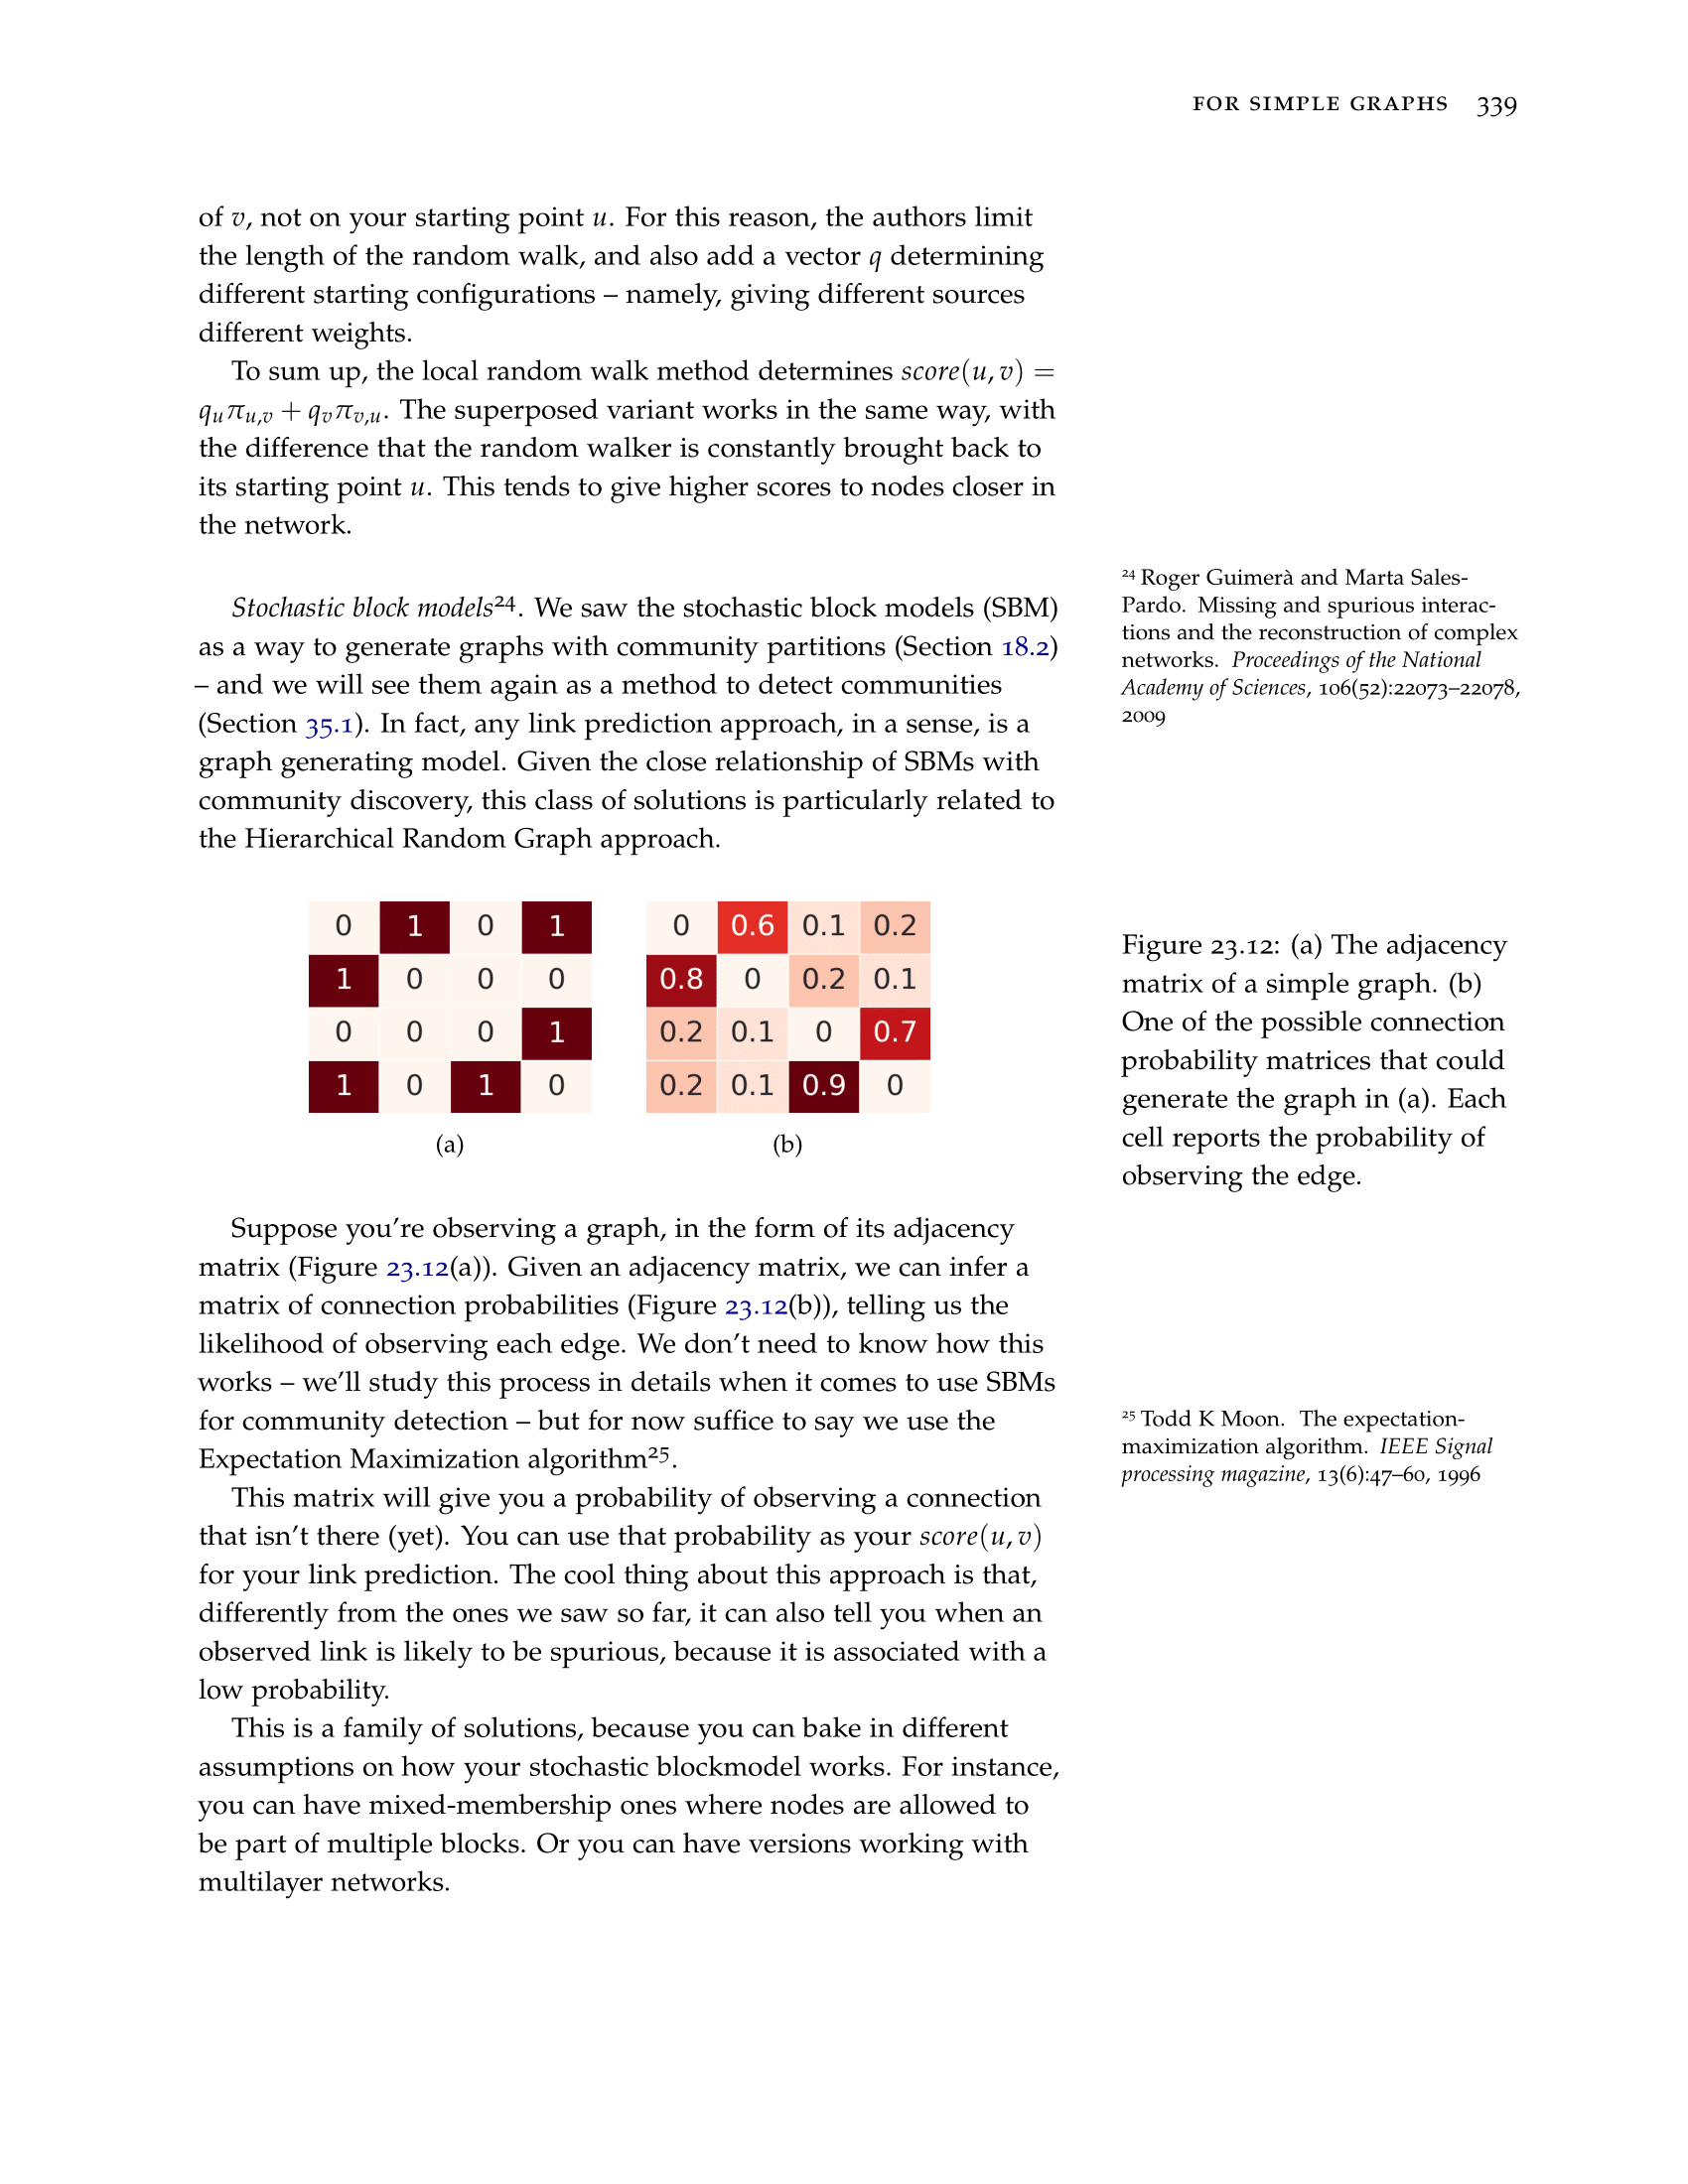 FOR SIMPLE GRAPHS 339
of v, not on your starting point u. For this reason, the authors limit
the length of the random walk, and also add a vector q determining
different starting configurations – namely, giving different sources
different weights.
To sum up, the local random walk method determines score(u, v) =
q_u π_{u,v} + q_v π_{v,u}. The superposed variant works in the same way, with
the difference that the random walker is constantly brought back to
its starting point u. This tends to give higher scores to nodes closer in
the network.
Stochastic block models²⁴. We saw the stochastic block models (SBM)
as a way to generate graphs with community partitions (Section 18.2)
– and we will see them again as a method to detect communities
(Section 35.1). In fact, any link prediction approach, in a sense, is a
graph generating model. Given the close relationship of SBMs with
community discovery, this class of solutions is particularly related to
the Hierarchical Random Graph approach.
²⁴ Roger Guimerà and Marta Sales-
Pardo. Missing and spurious interac-
tions and the reconstruction of complex
networks. Proceedings of the National
Academy of Sciences, 106(52):22073–22078,
2009
0 1 0 1
1 0 0 0
0 0 0 1
1 0 1 0
(a)
0 0.6 0.1 0.2
0.8 0 0.2 0.1
0.2 0.1 0 0.7
0.2 0.1 0.9 0
(b)
Figure 23.12: (a) The adjacency
matrix of a simple graph. (b)
One of the possible connection
probability matrices that could
generate the graph in (a). Each
cell reports the probability of
observing the edge.
Suppose you're observing a graph, in the form of its adjacency
matrix (Figure 23.12(a)). Given an adjacency matrix, we can infer a
matrix of connection probabilities (Figure 23.12(b)), telling us the
likelihood of observing each edge. We don't need to know how this
works – we'll study this process in details when it comes to use SBMs
for community detection – but for now suffice to say we use the
Expectation Maximization algorithm²⁵.
²⁵ Todd K Moon. The expectation-
maximization algorithm. IEEE Signal
processing magazine, 13(6):47–60, 1996
This matrix will give you a probability of observing a connection
that isn't there (yet). You can use that probability as your score(u, v)
for your link prediction. The cool thing about this approach is that,
differently from the ones we saw so far, it can also tell you when an
observed link is likely to be spurious, because it is associated with a
low probability.
This is a family of solutions, because you can bake in different
assumptions on how your stochastic blockmodel works. For instance,
you can have mixed-membership ones where nodes are allowed to
be part of multiple blocks. Or you can have versions working with
multilayer networks.